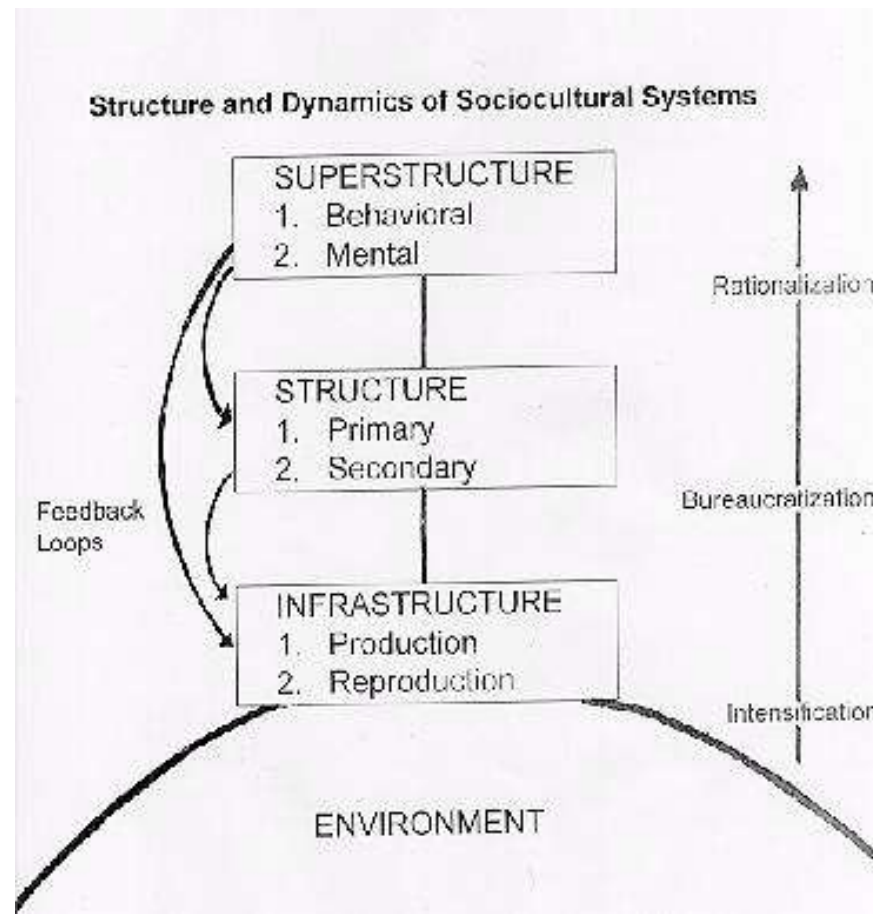 Structure and Dynamics of Sociocultural Systems
SUPERSTRUCTURE
1. Behavioral
2. Mental
Rationalization
STRUCTURE
1. Primary
2. Secondary
Bureaucratization
Feedback
Loops
INFRASTRUCTURE
1. Production
2. Reproduction
Intensification
ENVIRONMENT